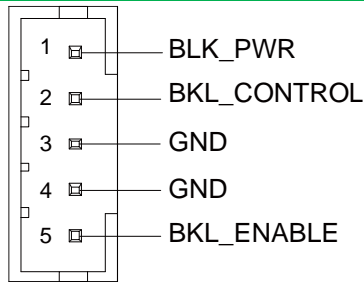 1 BLK_PWR
2 BKL_CONTROL
3 GND
4 GND
5 BKL_ENABLE